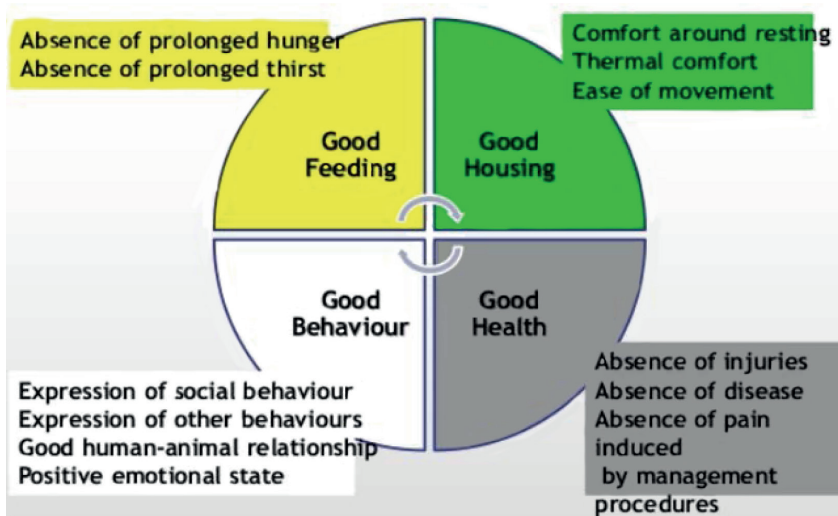 Absence of prolonged hunger
Absence of prolonged thirst
Comfort around resting
Thermal comfort
Ease of movement
Good
Feeding
Good
Housing
Good
Behaviour
Good
Health
Expression of social behaviour
Expression of other behaviours
Good human-animal relationship
Positive emotional state
Absence of injuries
Absence of disease
Absence of pain
induced
by management
procedures